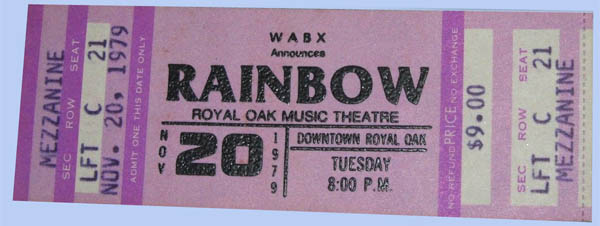 MEZZANINE
SEC ROW SEAT
LFT C 21
NOV. 20, 1979
ADMIT ONE THIS DATE ONLY
WABX
Announces
RAINBOW
ROYAL OAK MUSIC THEATRE
NOV
20
1979
DOWNTOWN ROYAL OAK
TUESDAY
8:00 P.M.
NO-REFUND PRICE NO EXCHANGE
$9.00
SEC ROW SEAT
LFT C 21
MEZZANINE